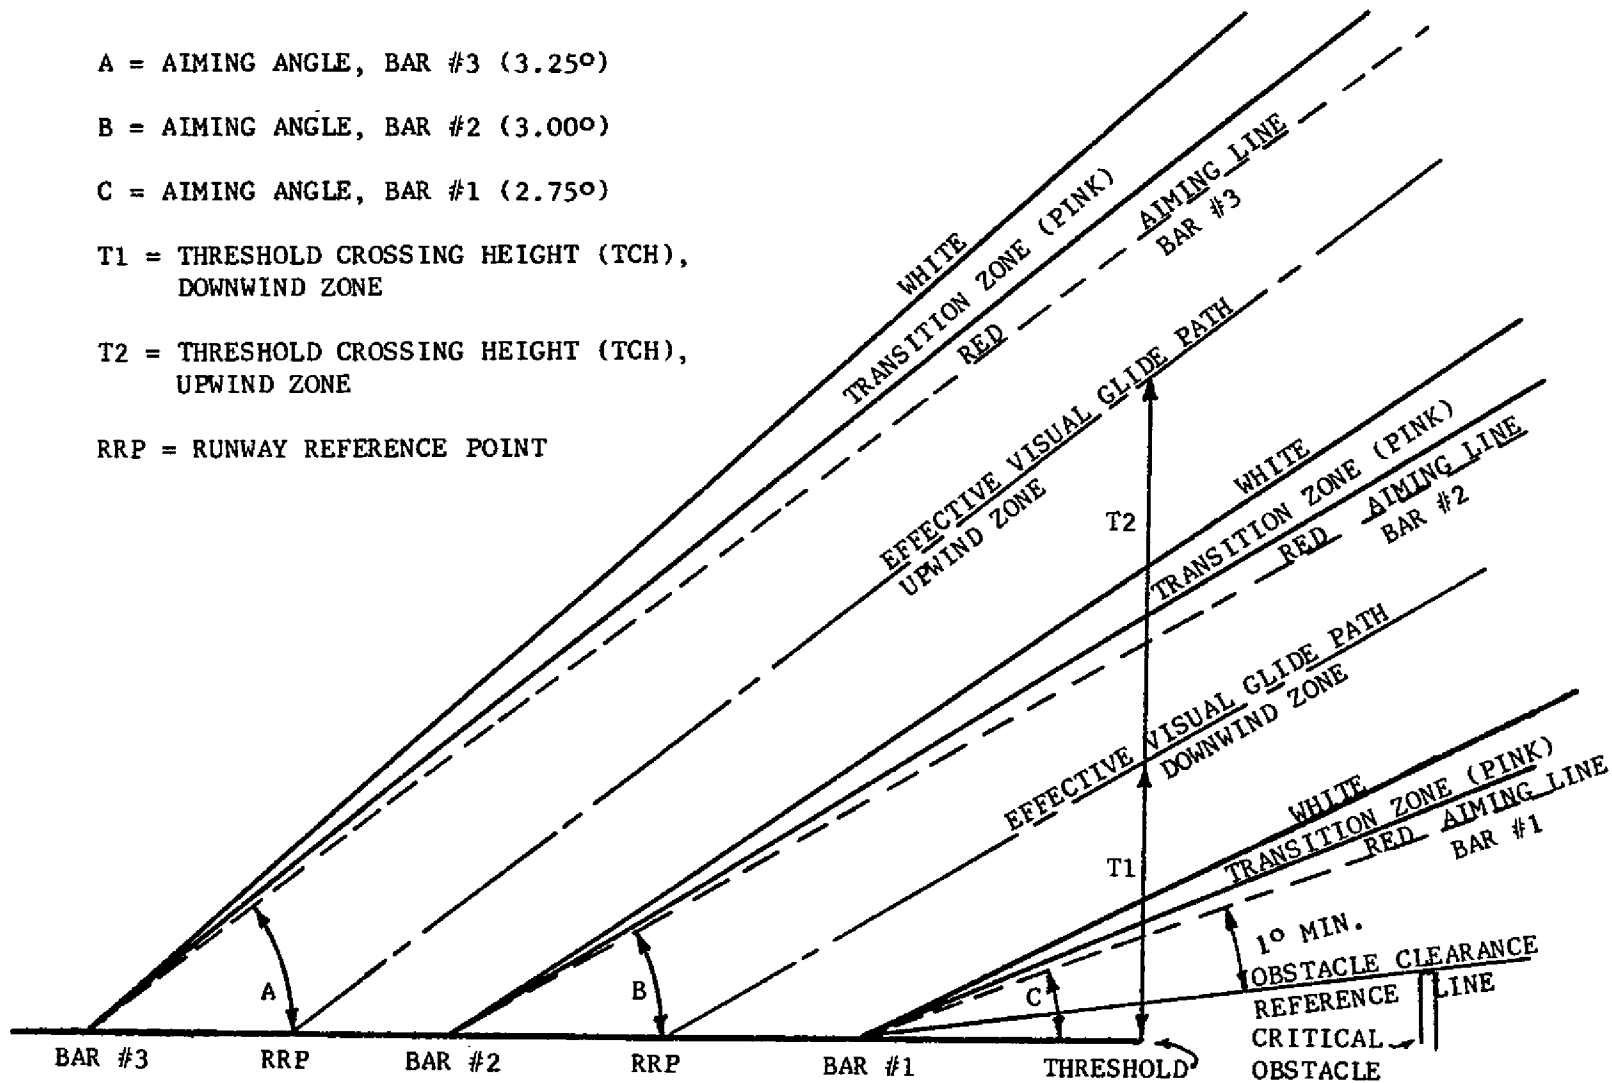 A = AIMING ANGLE, BAR #3 (3.25º)
B = AIMING ANGLE, BAR #2 (3.00º)
C = AIMING ANGLE, BAR #1 (2.75º)
T1 = THRESHOLD CROSSING HEIGHT (TCH),
DOWNWIND ZONE
T2 = THRESHOLD CROSSING HEIGHT (TCH),
UPWIND ZONE
RRP = RUNWAY REFERENCE POINT
WHITE
TRANSITION ZONE (PINK)
RED
AIMING LINE
BAR #3
EFFECTIVE VISUAL GLIDE PATH
UPWIND ZONE
T2
WHITE
TRANSITION ZONE (PINK)
RED AIMING LINE
BAR #2
EFFECTIVE VISUAL GLIDE PATH
DOWNWIND ZONE
T1
WHITE
TRANSITION ZONE (PINK)
RED AIMING LINE
BAR #1
1º MIN.
OBSTACLE CLEARANCE
REFERENCE LINE
CRITICAL
OBSTACLE
A
B
C
BAR #3
RRP
BAR #2
RRP
BAR #1
THRESHOLD